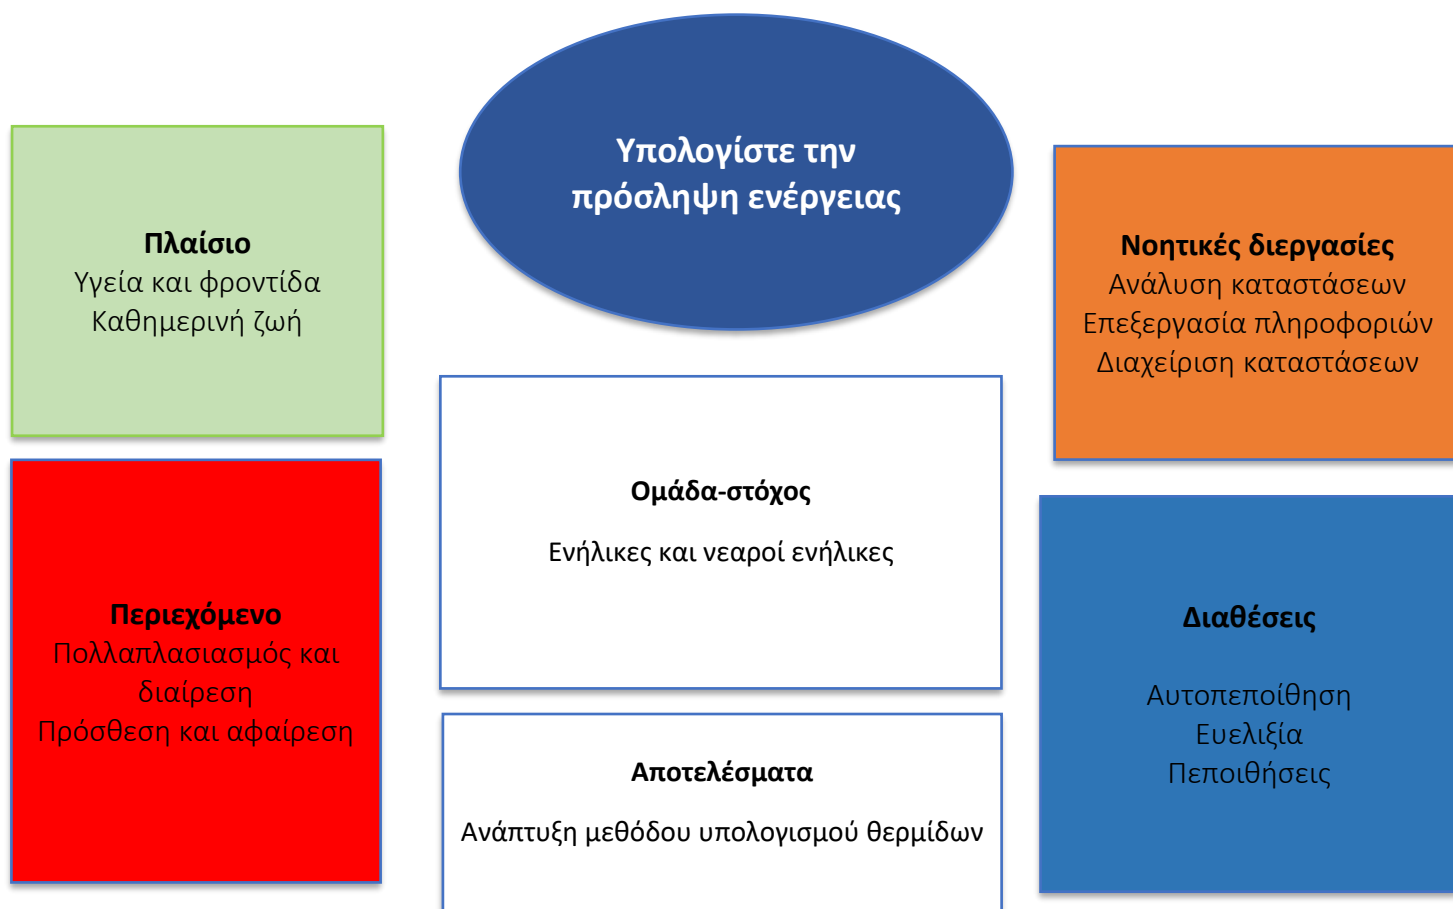 Υπολογίστε την
πρόσληψη ενέργειας
Πλαίσιο
Υγεία και φροντίδα
Καθημερινή ζωή
Νοητικές διεργασίες
Ανάλυση καταστάσεων
Επεξεργασία πληροφοριών
Διαχείριση καταστάσεων
Ομάδα-στόχος
Ενήλικες και νεαροί ενήλικες
Περιεχόμενο
Πολλαπλασιασμός και
διαίρεση
Πρόσθεση και αφαίρεση
Διαθέσεις
Αυτοπεποίθηση
Ευελιξία
Πεποιθήσεις
Αποτελέσματα
Ανάπτυξη μεθόδου υπολογισμού θερμίδων